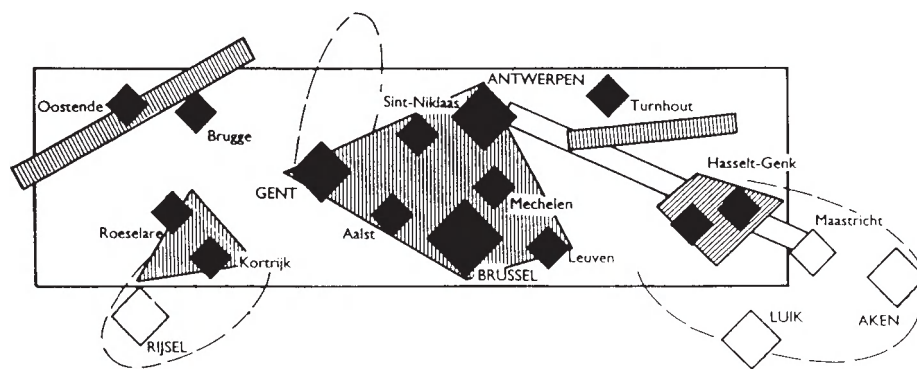 ANTWERPEN
Oostende
Sint-Niklaas
Turnhout
Brugge
Hasselt-Genk
GENT
Mechelen
Roeselare
Aalst
Maastricht
Kortrijk
Leuven
BRUSSEL
LUIK
AKEN
RIJSEL